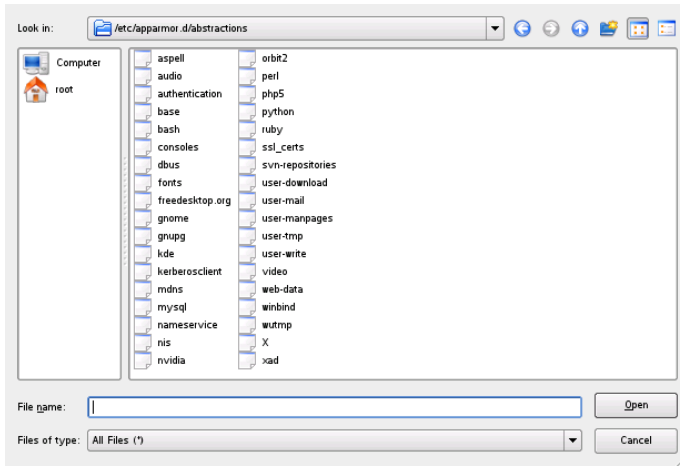 Look in: /etc/apparmor.d/abstractions
Computer
root
aspell
audio
authentication
base
bash
consoles
dbus
fonts
freedesktop.org
gnome
gnupg
kde
kerberosclient
mdns
mysql
nameservice
nis
nvidia
orbit2
perl
php5
python
ruby
ssl_certs
svn-repositories
user-download
user-mail
user-manpages
user-tmp
user-write
video
web-data
winbind
wutmp
X
xad
File name:
Open
Files of type: All Files (*)
Cancel